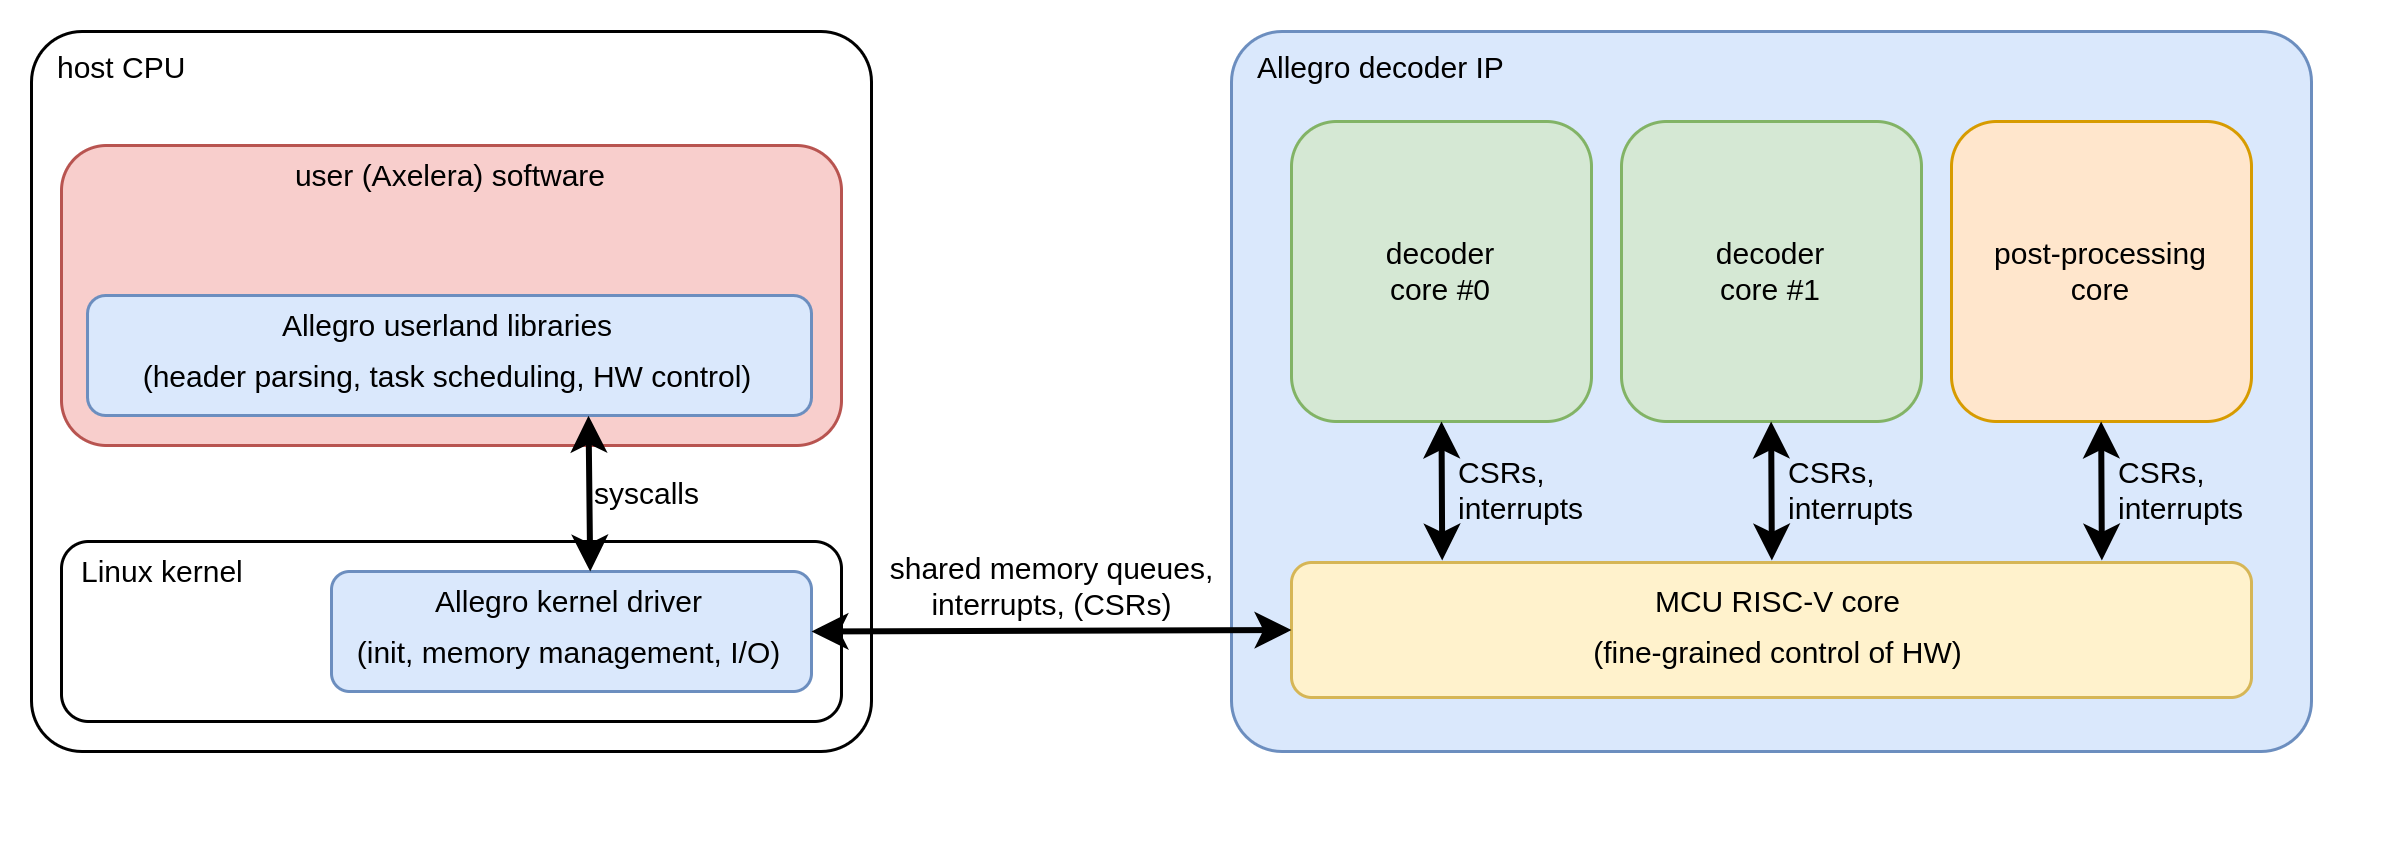 host CPU
user (Axelera) software
Allegro userland libraries
(header parsing, task scheduling, HW control)
syscalls
Linux kernel
Allegro kernel driver
(init, memory management, I/O)
shared memory queues,
interrupts, (CSRs)
Allegro decoder IP
decoder
core #0
decoder
core #1
post-processing
core
CSRs,
interrupts
CSRs,
interrupts
CSRs,
interrupts
MCU RISC-V core
(fine-grained control of HW)